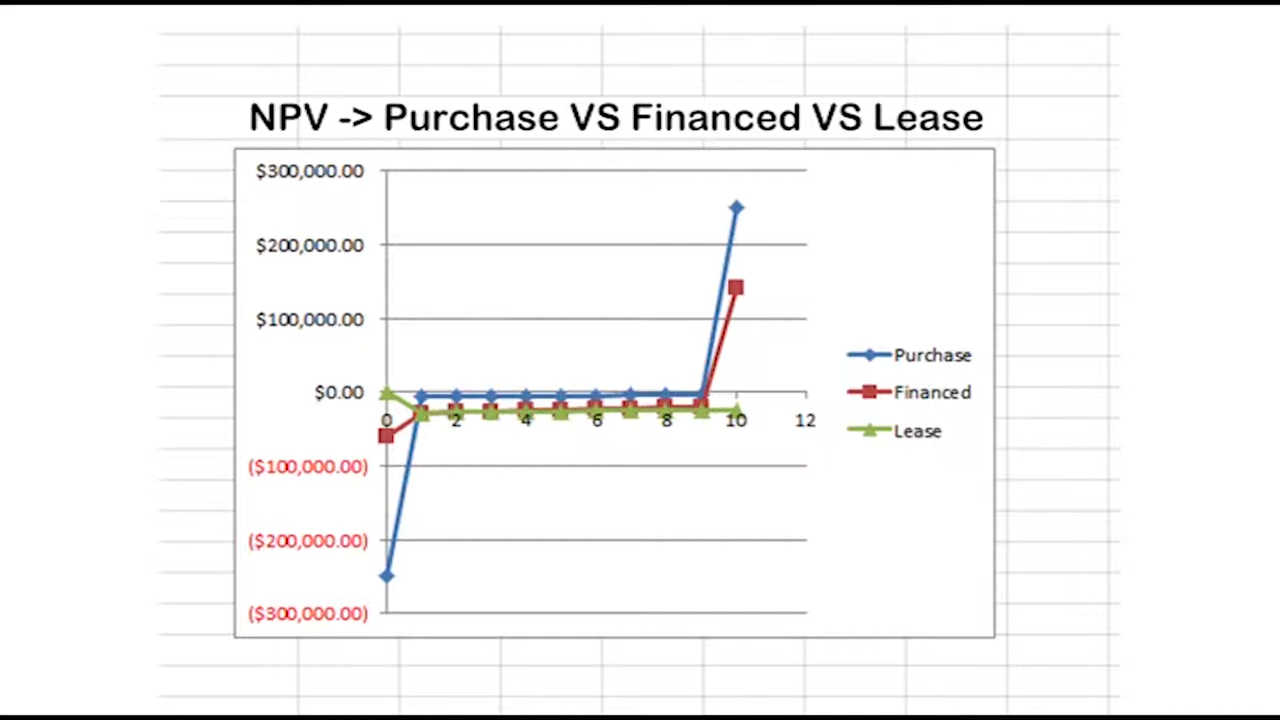 NPV -> Purchase VS Financed VS Lease
$300,000.00
$200,000.00
$100,000.00
$0.00
0 2 4 6 8 10 12
($100,000.00)
($200,000.00)
($300,000.00)
Purchase
Financed
Lease